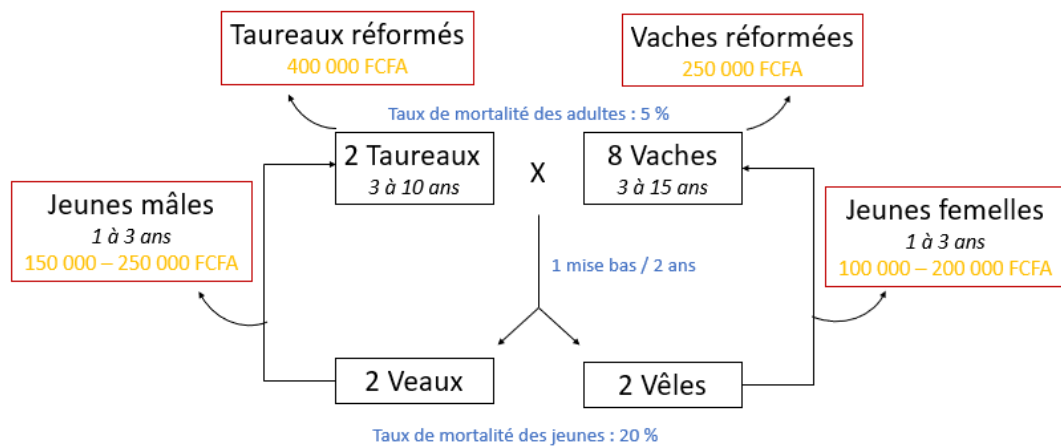 Taureaux réformés
400 000 FCFA
Vaches réformées
250 000 FCFA
Taux de mortalité des adultes : 5 %
2 Taureaux
3 à 10 ans
X
8 Vaches
3 à 15 ans
Jeunes mâles
1 à 3 ans
150 000 – 250 000 FCFA
Jeunes femelles
1 à 3 ans
100 000 – 200 000 FCFA
1 mise bas / 2 ans
2 Veaux
2 Vêles
Taux de mortalité des jeunes : 20 %